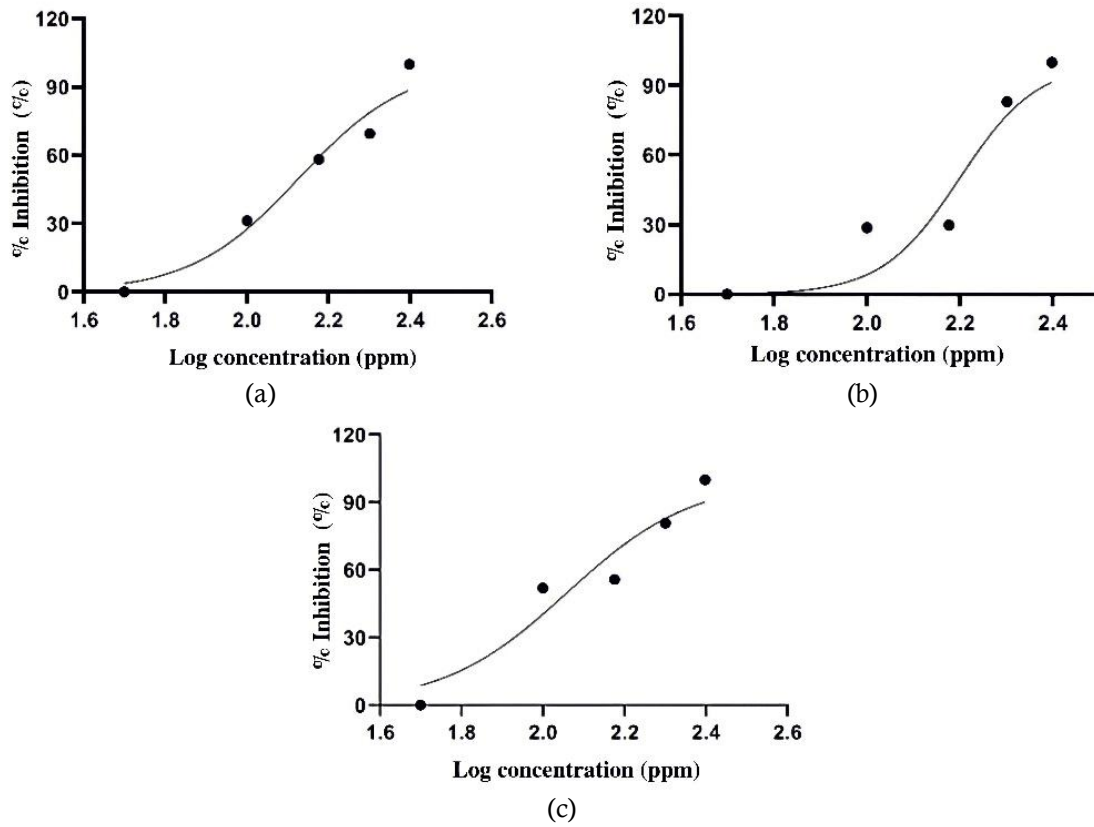 120
90
60
30
0
% Inhibition (%)
1.6 2.0 2.2 2.4 2.6
Log concentration (ppm)
(a)
120
90
60
30
0
% Inhibition (%)
1.6 1.8 2.0 2.2 2.4
Log concentration (ppm)
(b)
120
90
60
30
0
% Inhibition (%)
1.6 1.8 2.0 2.2 2.4 2.6
Log concentration (ppm)
(c)